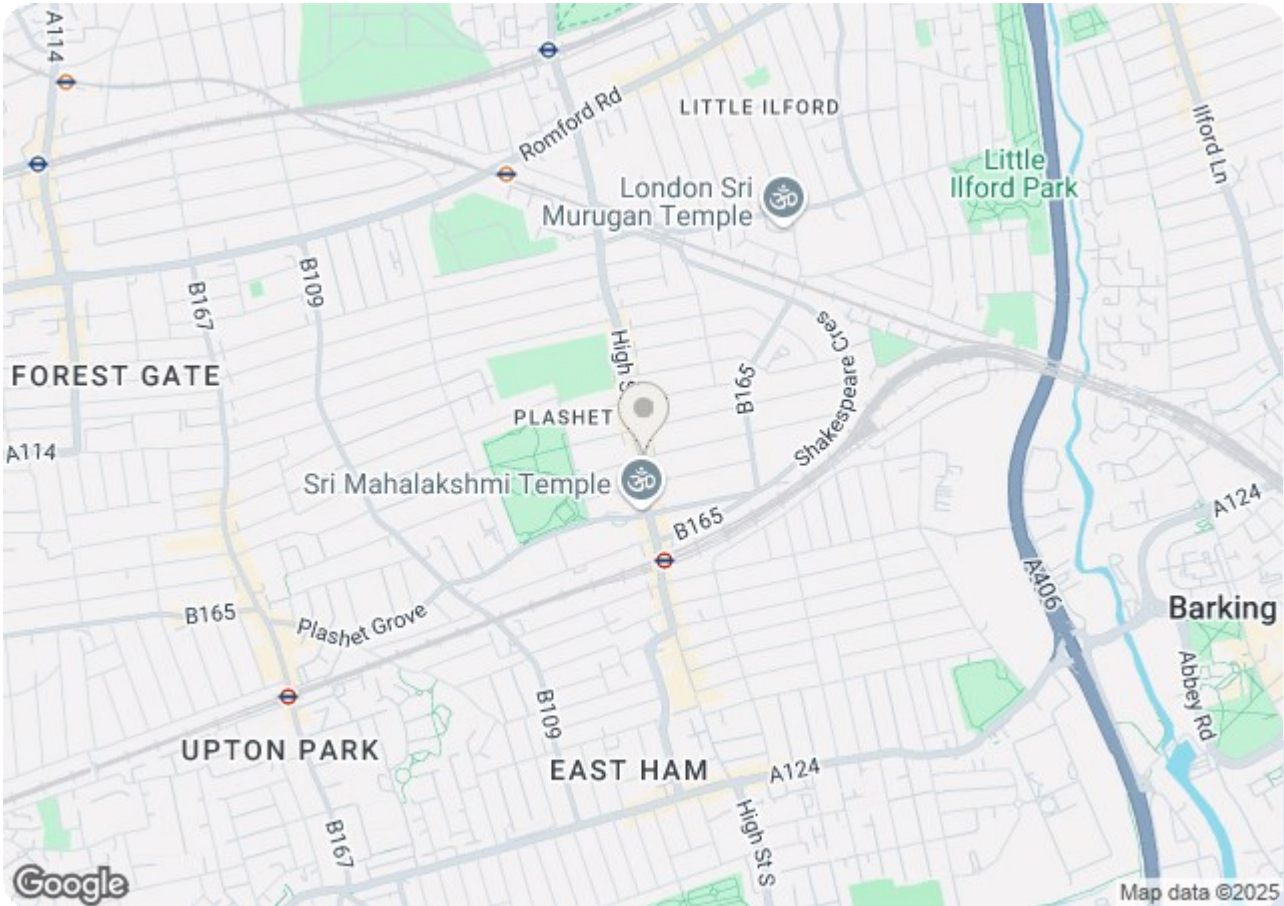 A114
Romford Rd
LITTLE ILFORD
Ilford Ln
Little
Ilford Park
London Sri
Murugan Temple
B167
B109
High S
Shakespeare Cres
B165
FOREST GATE
PLASHET
A114
Sri Mahalakshmi Temple
B165
A124
A406
B165
Plashet Grove
Barking
Abbey Rd
B109
UPTON PARK
EAST HAM
A124
High St S
B167
Google
Map data ©2025